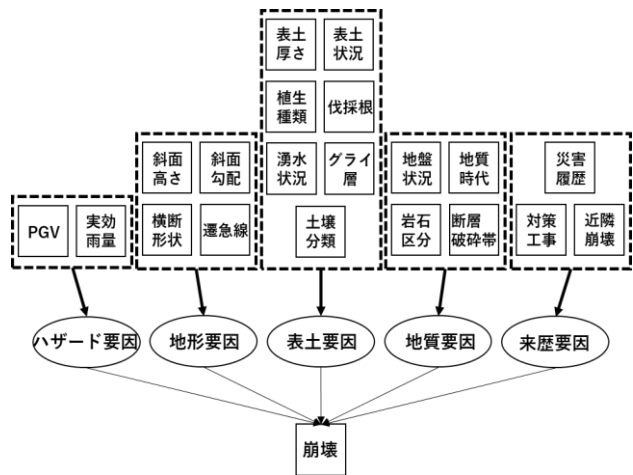 表土
厚さ
表土
状況
植生
種類
伐採根
湧水
状況
グライ
層
土壌
分類
斜面
高さ
斜面
勾配
横断
形状
遷急線
PGV
実効
雨量
地盤
状況
地質
時代
岩石
区分
断層
破砕帯
災害
履歴
対策
工事
近隣
崩壊
ハザード要因
地形要因
表土要因
地質要因
来歴要因
崩壊